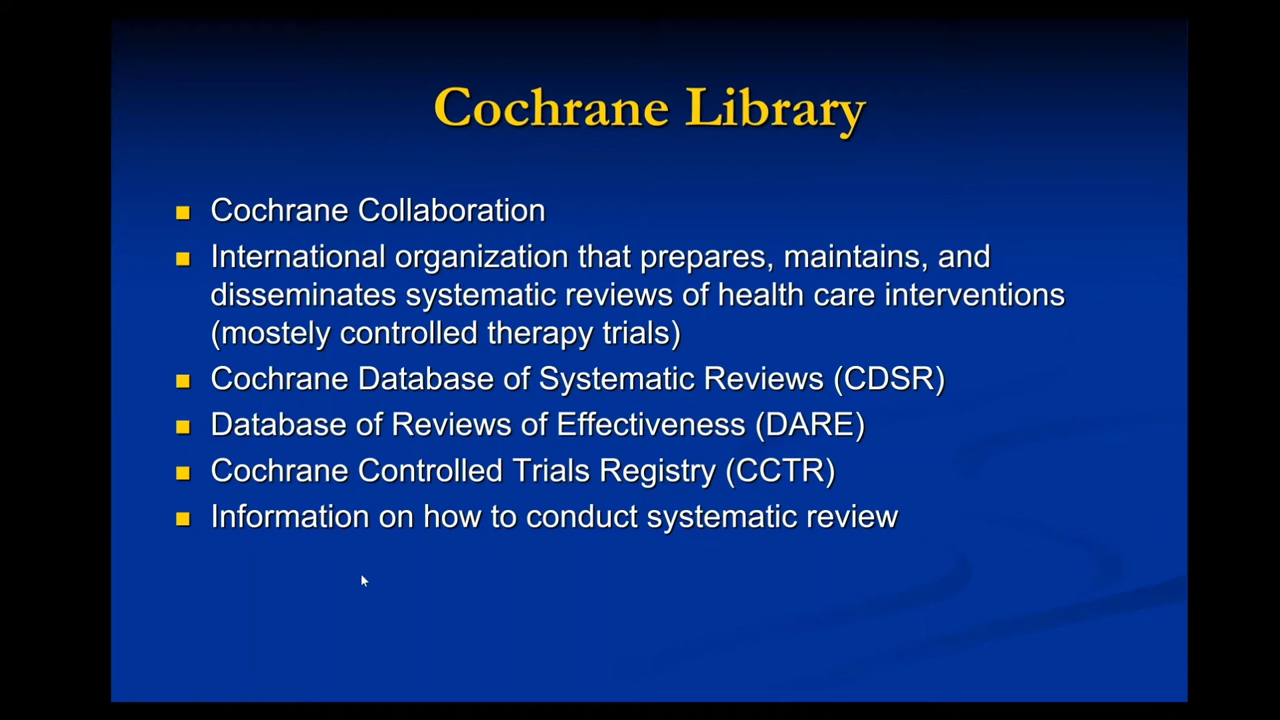 Cochrane Library
Cochrane Collaboration
International organization that prepares, maintains, and
disseminates systematic reviews of health care interventions
(mostely controlled therapy trials)
Cochrane Database of Systematic Reviews (CDSR)
Database of Reviews of Effectiveness (DARE)
Cochrane Controlled Trials Registry (CCTR)
Information on how to conduct systematic review